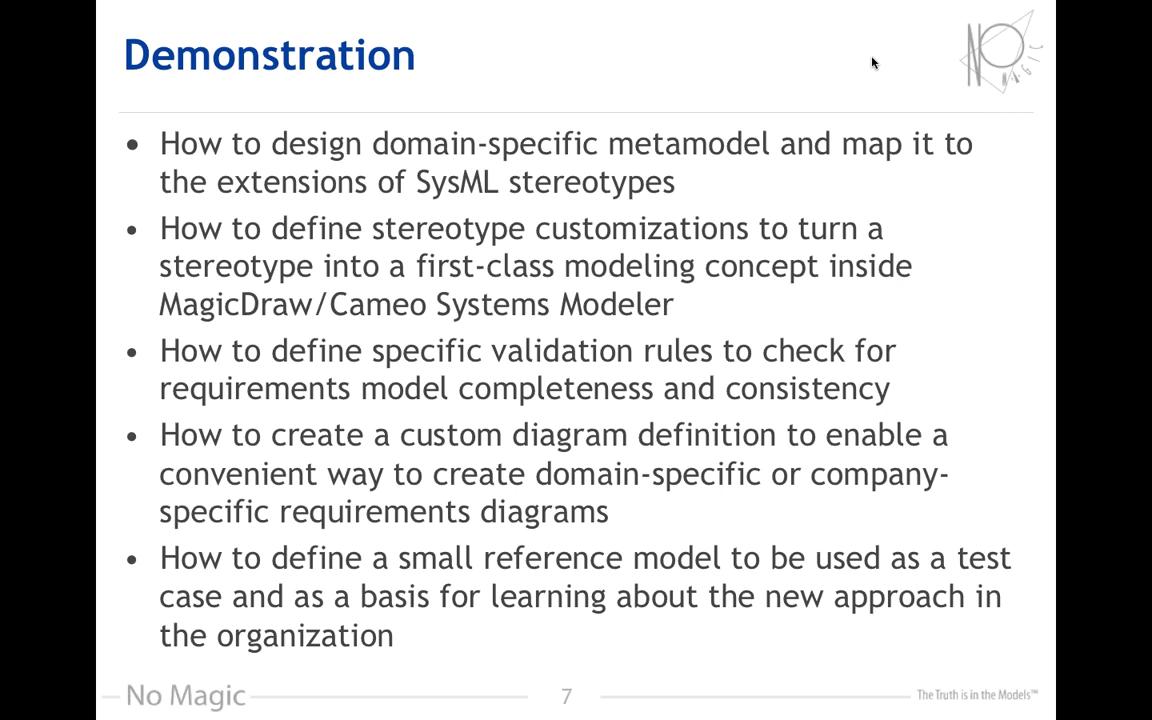 Demonstration
NO MAGIC
• How to design domain-specific metamodel and map it to
the extensions of SysML stereotypes
• How to define stereotype customizations to turn a
stereotype into a first-class modeling concept inside
MagicDraw/Cameo Systems Modeler
• How to define specific validation rules to check for
requirements model completeness and consistency
• How to create a custom diagram definition to enable a
convenient way to create domain-specific or company-
specific requirements diagrams
• How to define a small reference model to be used as a test
case and as a basis for learning about the new approach in
the organization
No Magic
7
The Truth is in the Models™